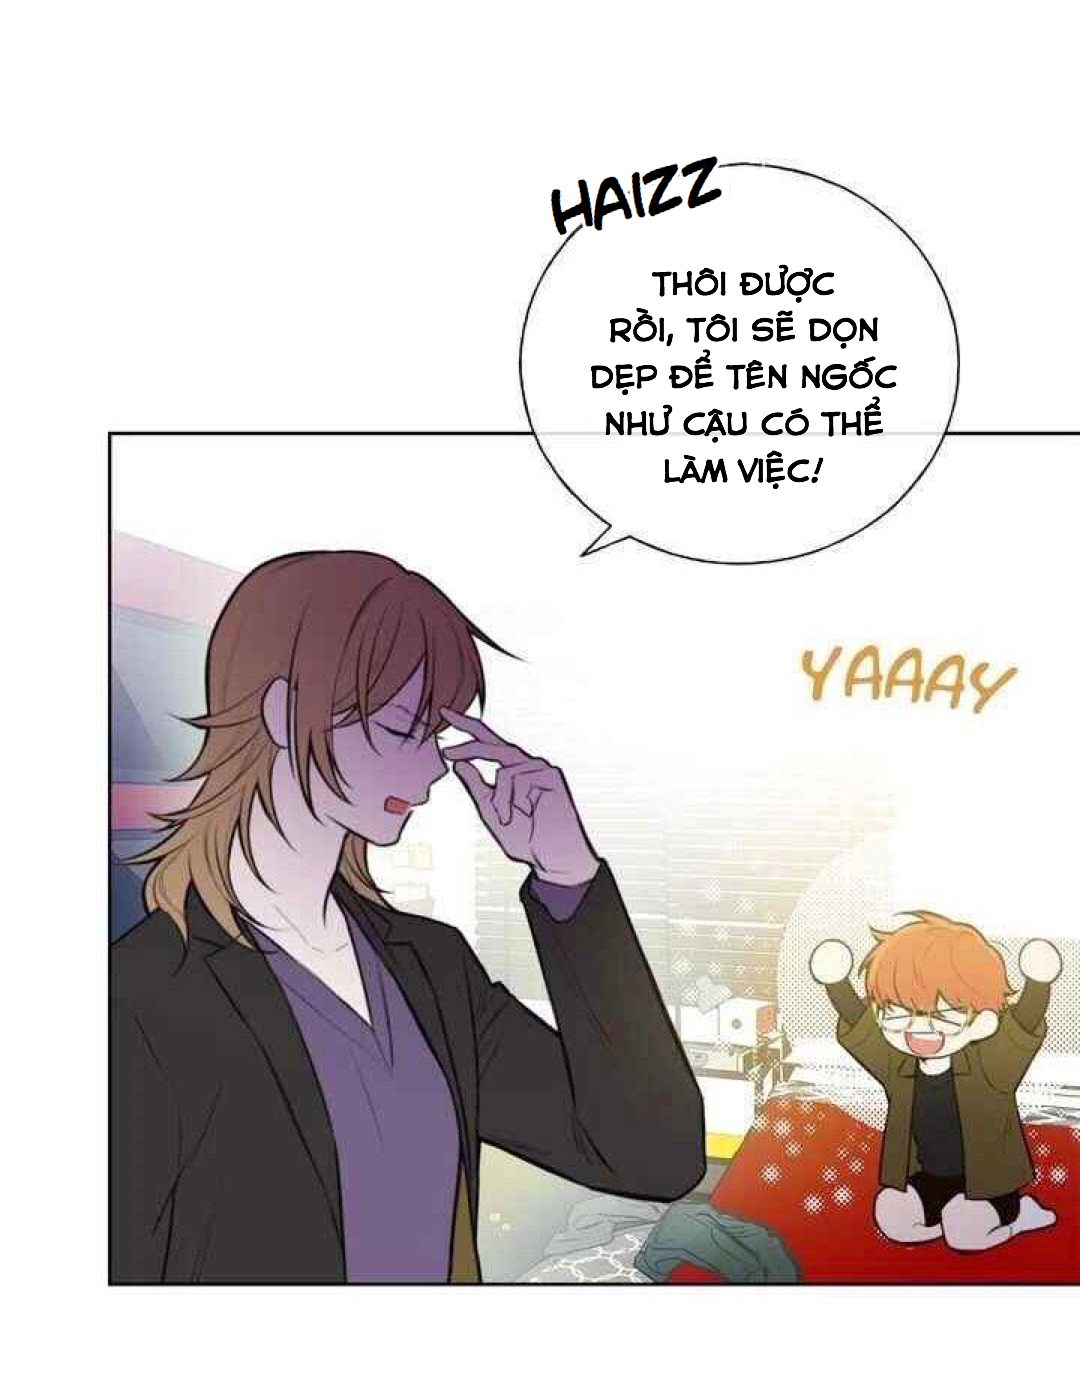 HAIZZ
THÔI ĐƯỢC
RỒI, TÔI SẼ DỌN
DẸP ĐỂ TÊN NGỐC
NHƯ CẬU CÓ THỂ
LÀM VIỆC!
YAAAY